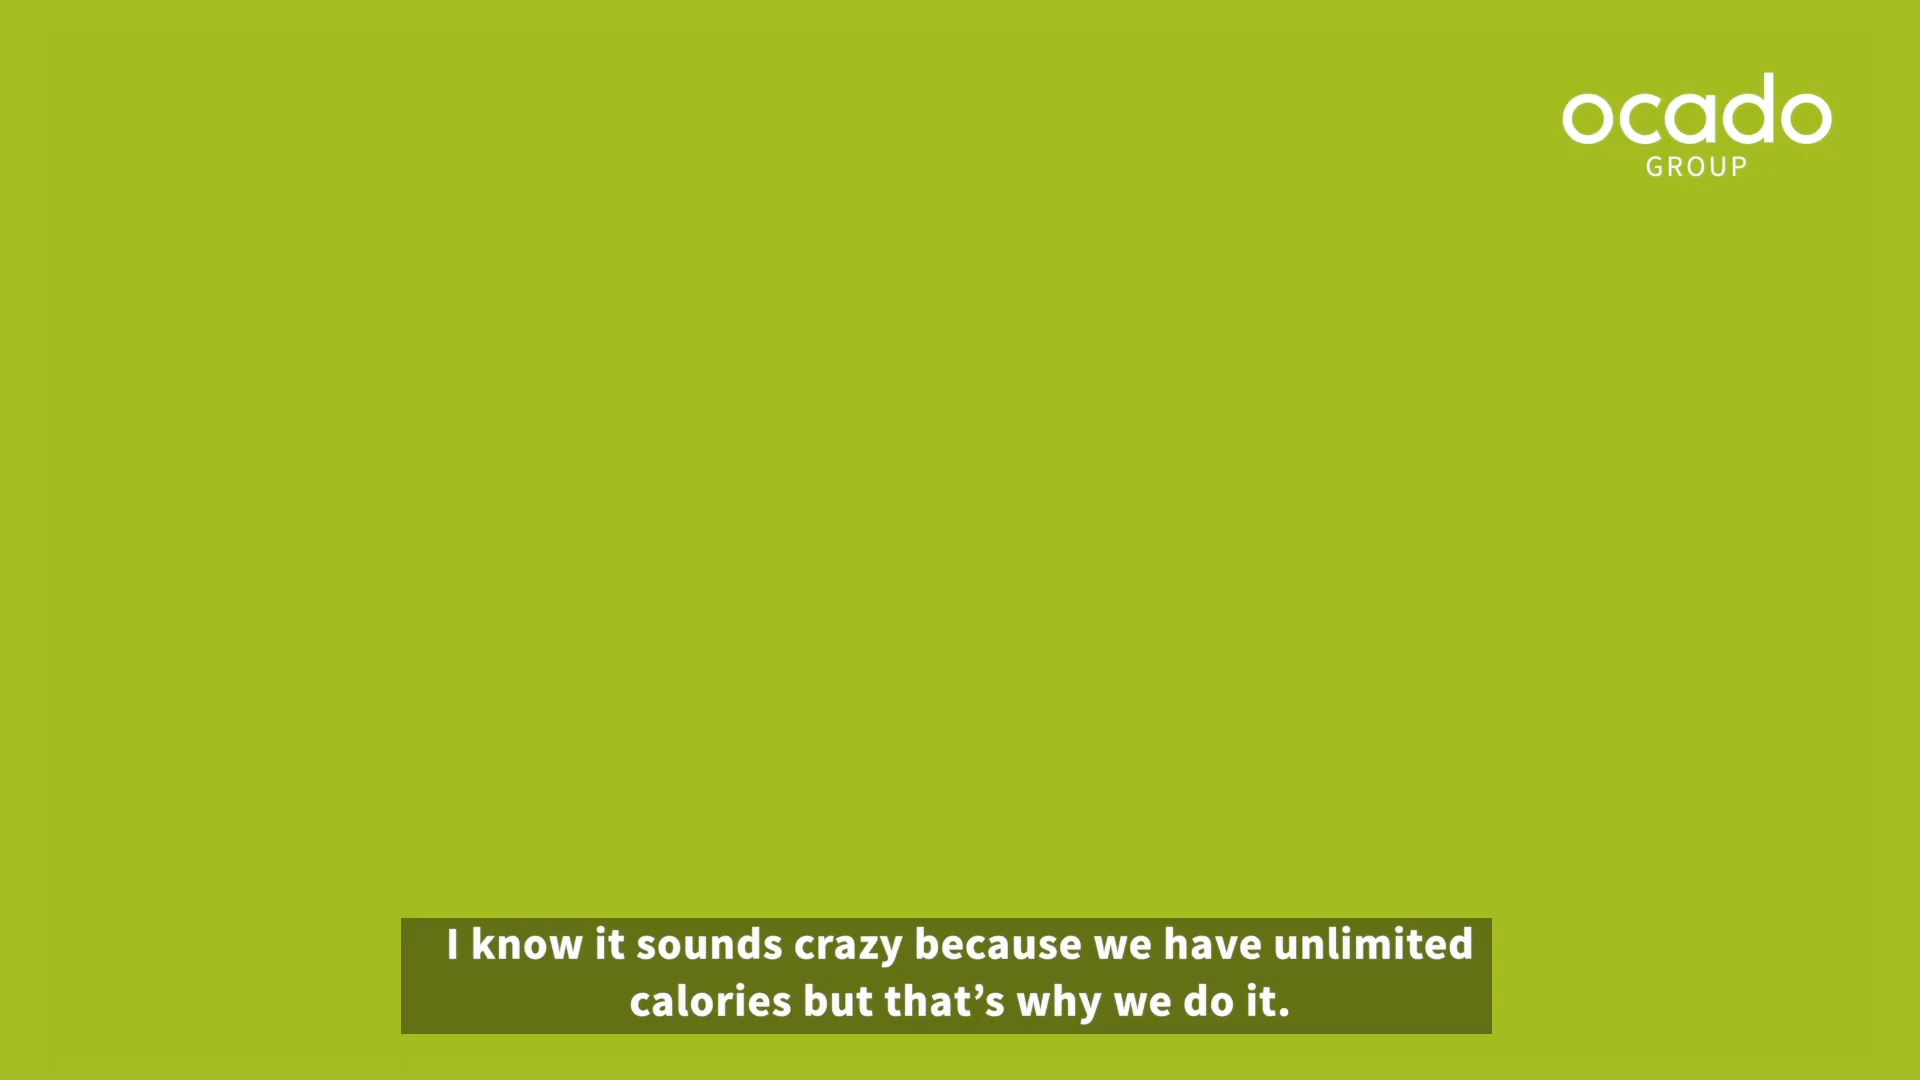 ocado
GROUP
I know it sounds crazy because we have unlimited
calories but that’s why we do it.